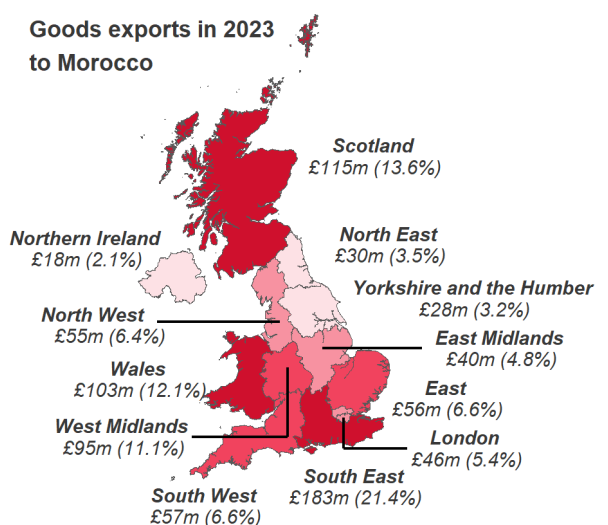 Goods exports in 2023
to Morocco
Scotland
£115m (13.6%)
Northern Ireland
£18m (2.1%)
North East
£30m (3.5%)
Yorkshire and the Humber
£28m (3.2%)
North West
£55m (6.4%)
East Midlands
£40m (4.8%)
Wales
£103m (12.1%)
East
£56m (6.6%)
West Midlands
£95m (11.1%)
London
£46m (5.4%)
South East
£183m (21.4%)
South West
£57m (6.6%)